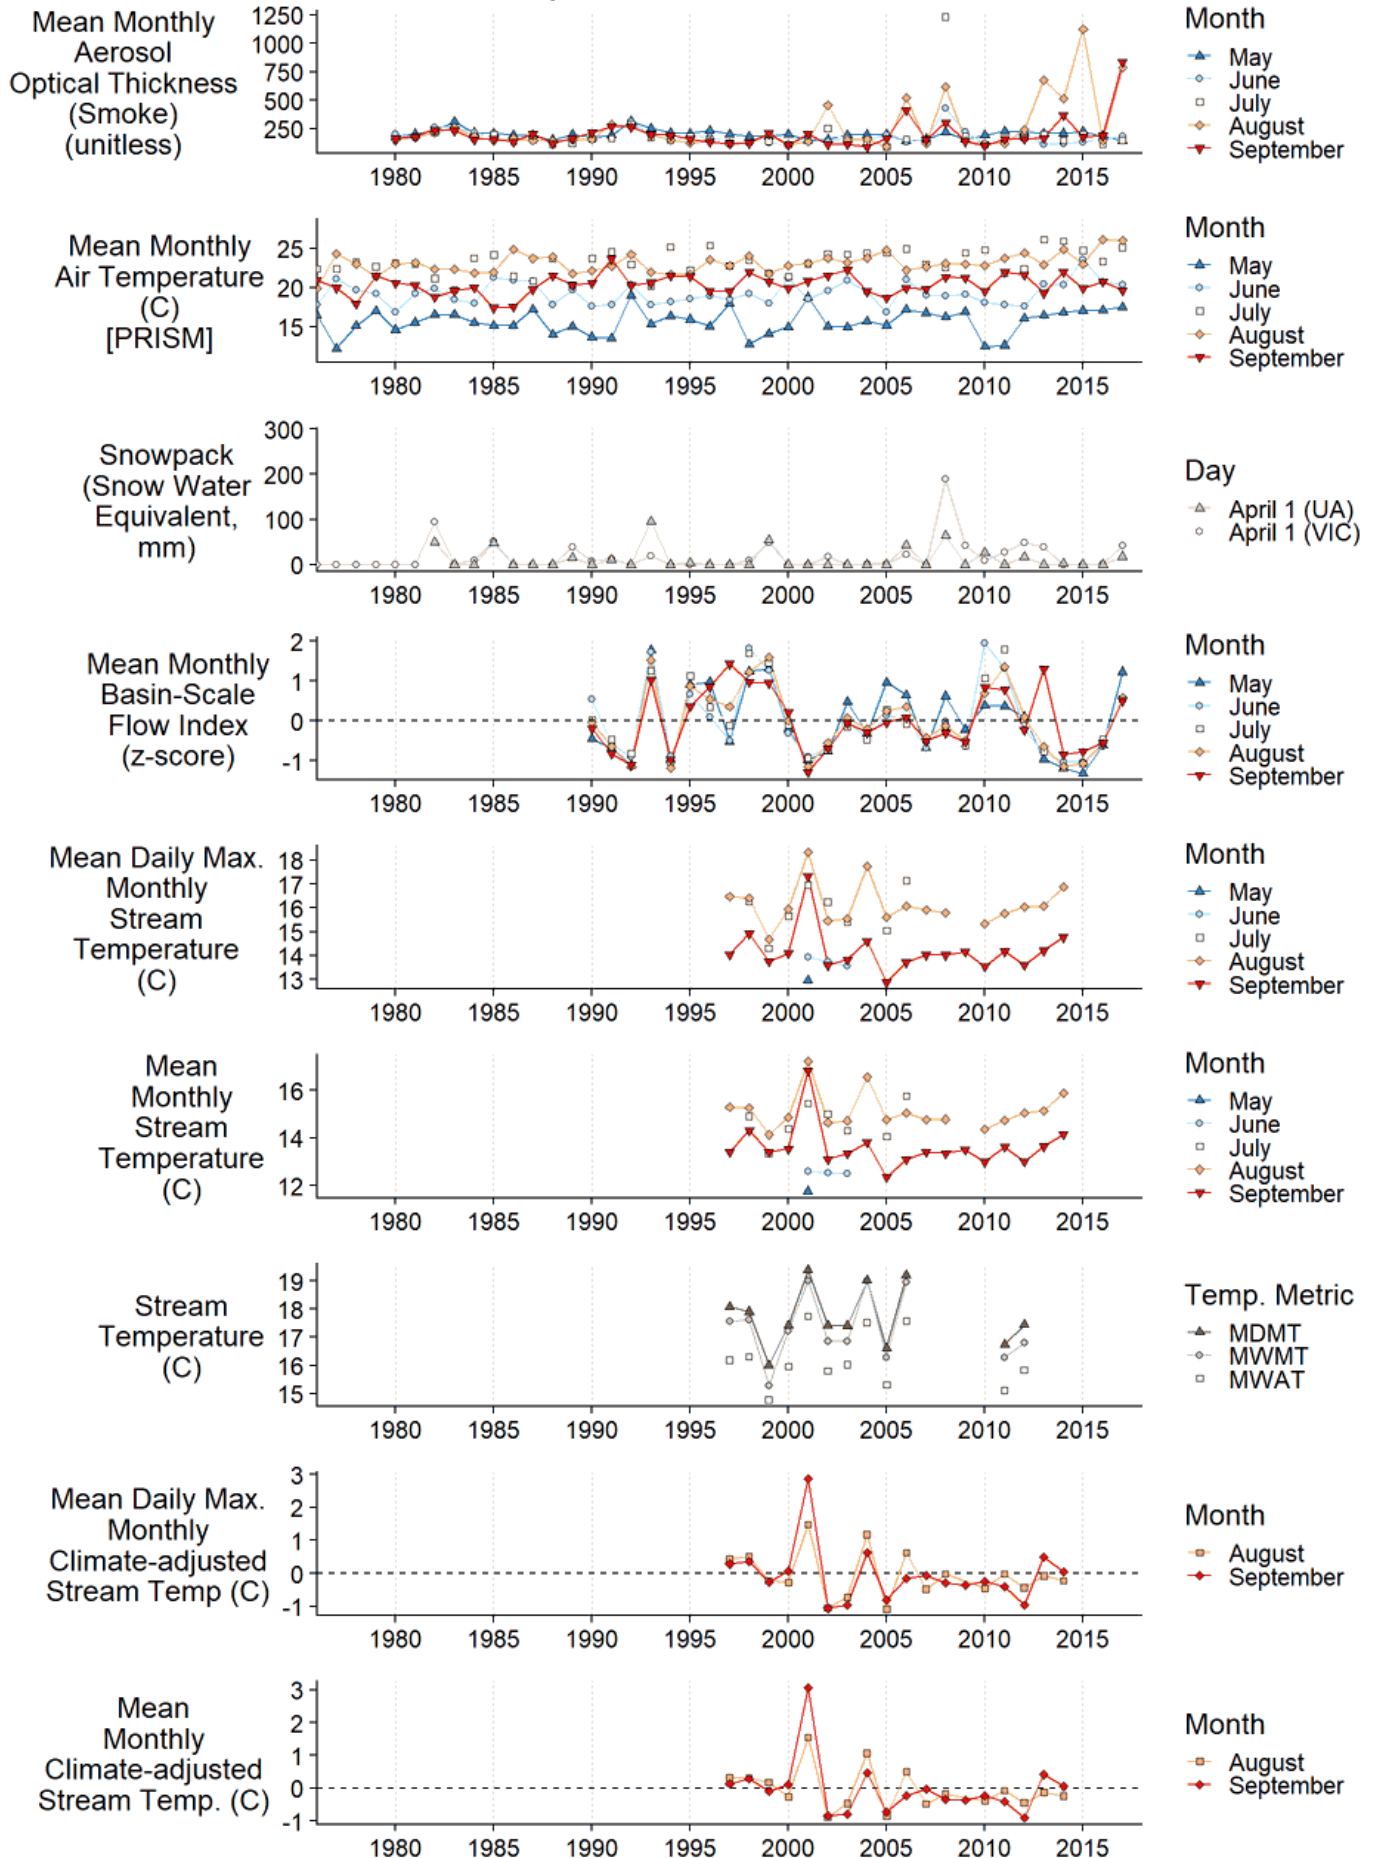 Mean Monthly
Aerosol
Optical Thickness
(Smoke)
(unitless)
1250
1000
750
500
250
1980 1985 1990 1995 2000 2005 2010 2015
Month
May
June
July
August
September
Mean Monthly
Air Temperature
(C)
[PRISM]
25
20
15
1980 1985 1990 1995 2000 2005 2010 2015
Month
May
June
July
August
September
Snowpack
(Snow Water
Equivalent,
mm)
300
200
100
0
1980 1985 1990 1995 2000 2005 2010 2015
Day
April 1 (UA)
April 1 (VIC)
Mean Monthly
Basin-Scale
Flow Index
(z-score)
2
1
0
-1
1980 1985 1990 1995 2000 2005 2010 2015
Month
May
June
July
August
September
Mean Daily Max.
Monthly
Stream
Temperature
(C)
18
17
16
15
14
13
1980 1985 1990 1995 2000 2005 2010 2015
Month
May
June
July
August
September
Mean
Monthly
Stream
Temperature
(C)
16
14
12
1980 1985 1990 1995 2000 2005 2010 2015
Month
May
June
July
August
September
Stream
Temperature
(C)
19
18
17
16
15
1980 1985 1990 1995 2000 2005 2010 2015
Temp. Metric
MDMT
MWMT
MWAT
Mean Daily Max.
Monthly
Climate-adjusted
Stream Temp (C)
3
2
1
0
-1
1980 1985 1990 1995 2000 2005 2010 2015
Month
August
September
Mean
Monthly
Climate-adjusted
Stream Temp. (C)
3
2
1
0
-1
1980 1985 1990 1995 2000 2005 2010 2015
Month
August
September